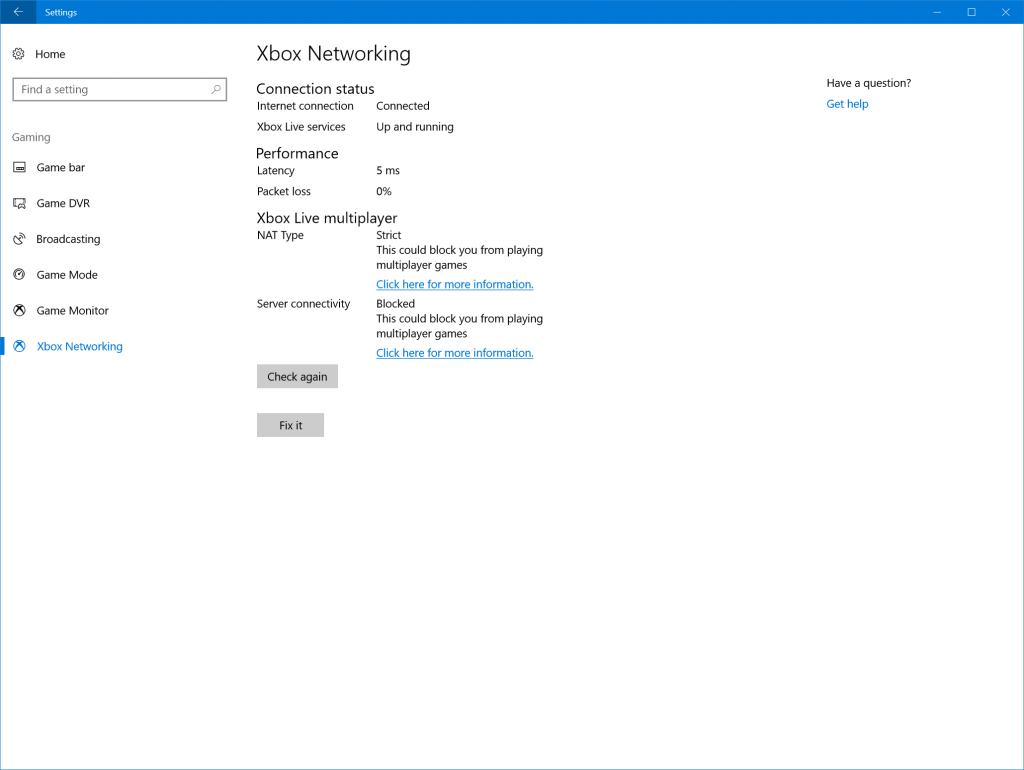 Settings
Home
Find a setting
Gaming
Game bar
Game DVR
Broadcasting
Game Mode
Game Monitor
Xbox Networking
Xbox Networking
Connection status
Internet connection Connected
Xbox Live services Up and running
Performance
Latency 5 ms
Packet loss 0%
Xbox Live multiplayer
NAT Type Strict
This could block you from playing
multiplayer games
Click here for more information.
Server connectivity Blocked
This could block you from playing
multiplayer games
Click here for more information.
Check again
Fix it
Have a question?
Get help